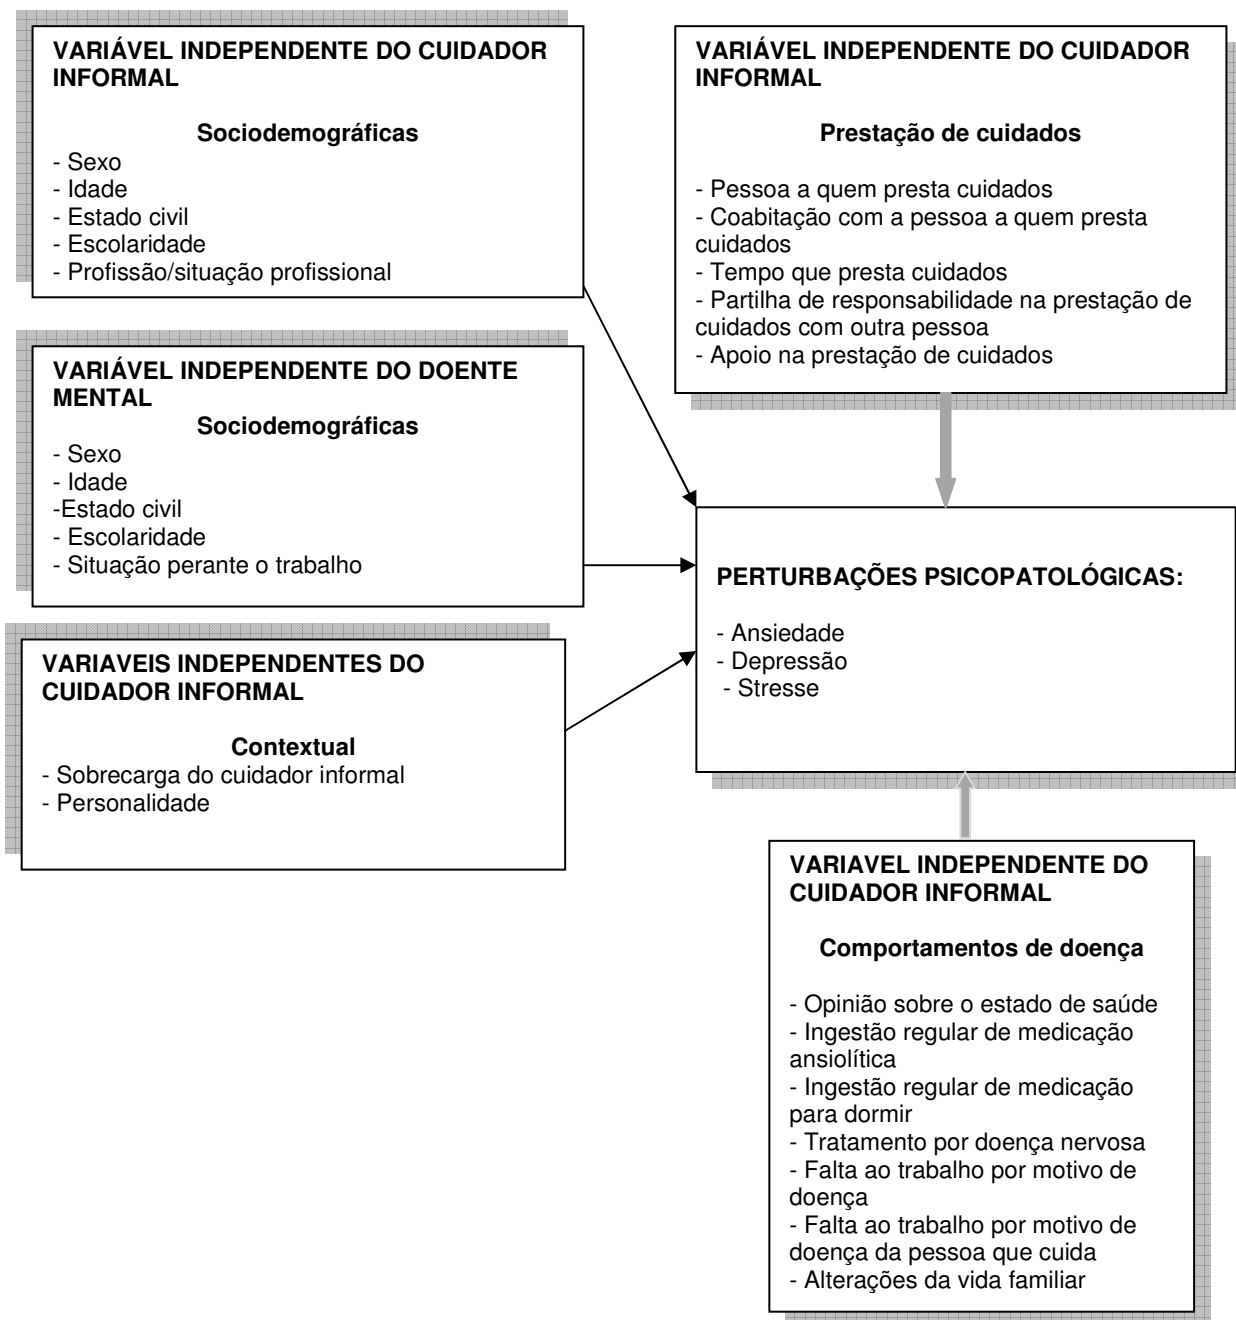 VARIÁVEL INDEPENDENTE DO CUIDADOR
INFORMAL
Sociodemográficas
- Sexo
- Idade
- Estado civil
- Escolaridade
- Profissão/situação profissional
VARIÁVEL INDEPENDENTE DO CUIDADOR
INFORMAL
Prestação de cuidados
- Pessoa a quem presta cuidados
- Coabitação com a pessoa a quem presta
cuidados
- Tempo que presta cuidados
- Partilha de responsabilidade na prestação de
cuidados com outra pessoa
- Apoio na prestação de cuidados
VARIÁVEL INDEPENDENTE DO DOENTE
MENTAL
Sociodemográficas
- Sexo
- Idade
-Estado civil
- Escolaridade
- Situação perante o trabalho
PERTURBAÇÕES PSICOPATOLÓGICAS:
- Ansiedade
- Depressão
- Stresse
VARIAVEIS INDEPENDENTES DO
CUIDADOR INFORMAL
Contextual
- Sobrecarga do cuidador informal
- Personalidade
VARIAVEL INDEPENDENTE DO
CUIDADOR INFORMAL
Comportamentos de doença
- Opinião sobre o estado de saúde
- Ingestão regular de medicação
ansiolítica
- Ingestão regular de medicação
para dormir
- Tratamento por doença nervosa
- Falta ao trabalho por motivo de
doença
- Falta ao trabalho por motivo de
doença da pessoa que cuida
- Alterações da vida familiar